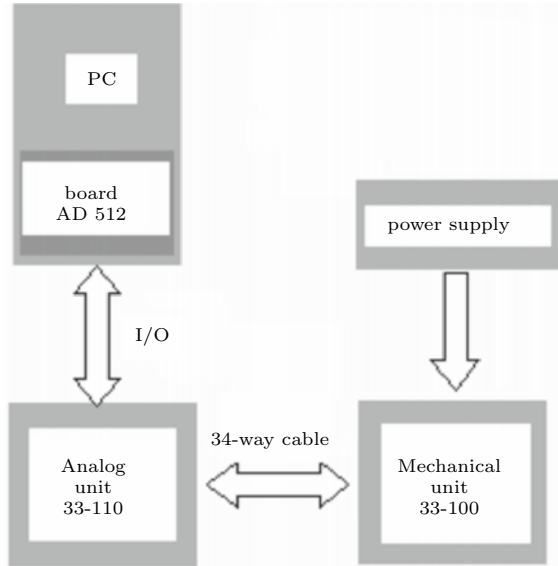 PC
board
AD 512
power supply
I/O
34-way cable
Analog
unit
33-110
Mechanical
unit
33-100